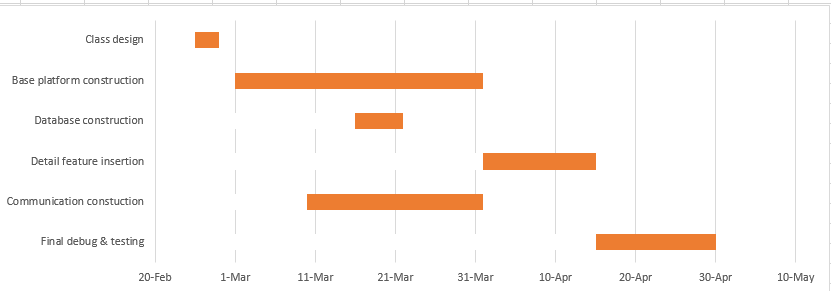 Class design
Base platform construction
Database construction
Detail feature insertion
Communication constuction
Final debug & testing
20-Feb 1-Mar 11-Mar 21-Mar 31-Mar 10-Apr 20-Apr 30-Apr 10-May